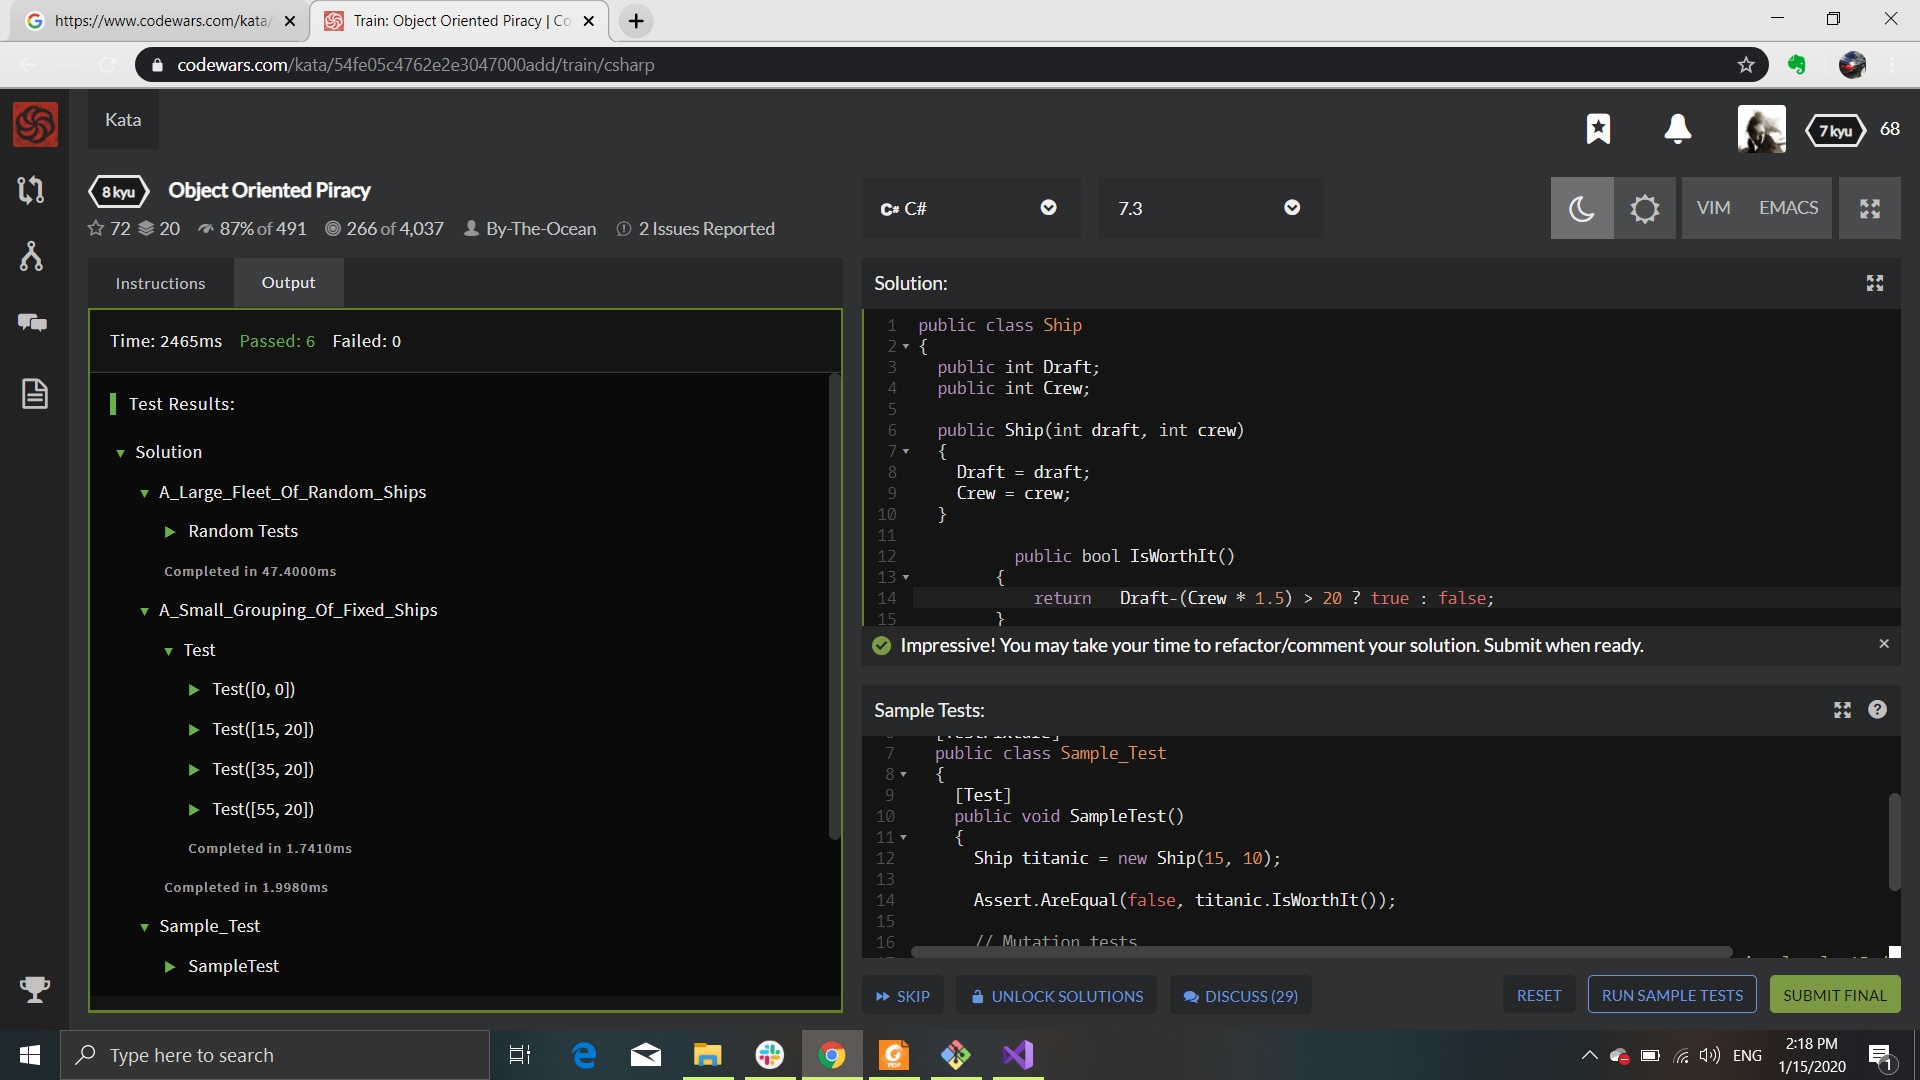 https://www.codewars.com/kata/
Train: Object Oriented Piracy | Co
codewars.com/kata/54fe05c4762e2e3047000add/train/csharp
Kata
7 kyu 68
8 kyu Object Oriented Piracy
72 20 87% of 491 266 of 4,037 By-The-Ocean 2 Issues Reported
C# C#
7.3
VIM EMACS
Instructions
Output
Time: 2465ms Passed: 6 Failed: 0
Test Results:
Solution
A_Large_Fleet_Of_Random_Ships
Random Tests
Completed in 47.4000ms
A_Small_Grouping_Of_Fixed_Ships
Test
Test([0, 0])
Test([15, 20])
Test([35, 20])
Test([55, 20])
Completed in 1.7410ms
Completed in 1.9980ms
Sample_Test
SampleTest
Solution:
1 public class Ship
2 {
3 public int Draft;
4 public int Crew;
5
6 public Ship(int draft, int crew)
7 {
8 Draft = draft;
9 Crew = crew;
10 }
11
12 public bool IsWorthIt()
13 {
14 return Draft-(Crew * 1.5) > 20 ? true : false;
15 }
Impressive! You may take your time to refactor/comment your solution. Submit when ready.
Sample Tests:
7 public class Sample_Test
8 {
9 [Test]
10 public void SampleTest()
11 {
12 Ship titanic = new Ship(15, 10);
13
14 Assert.AreEqual(false, titanic.IsWorthIt());
15
16 // Mutation tests
SKIP
UNLOCK SOLUTIONS
DISCUSS (29)
RESET
RUN SAMPLE TESTS
SUBMIT FINAL
Type here to search
ENG
2:18 PM
1/15/2020
1